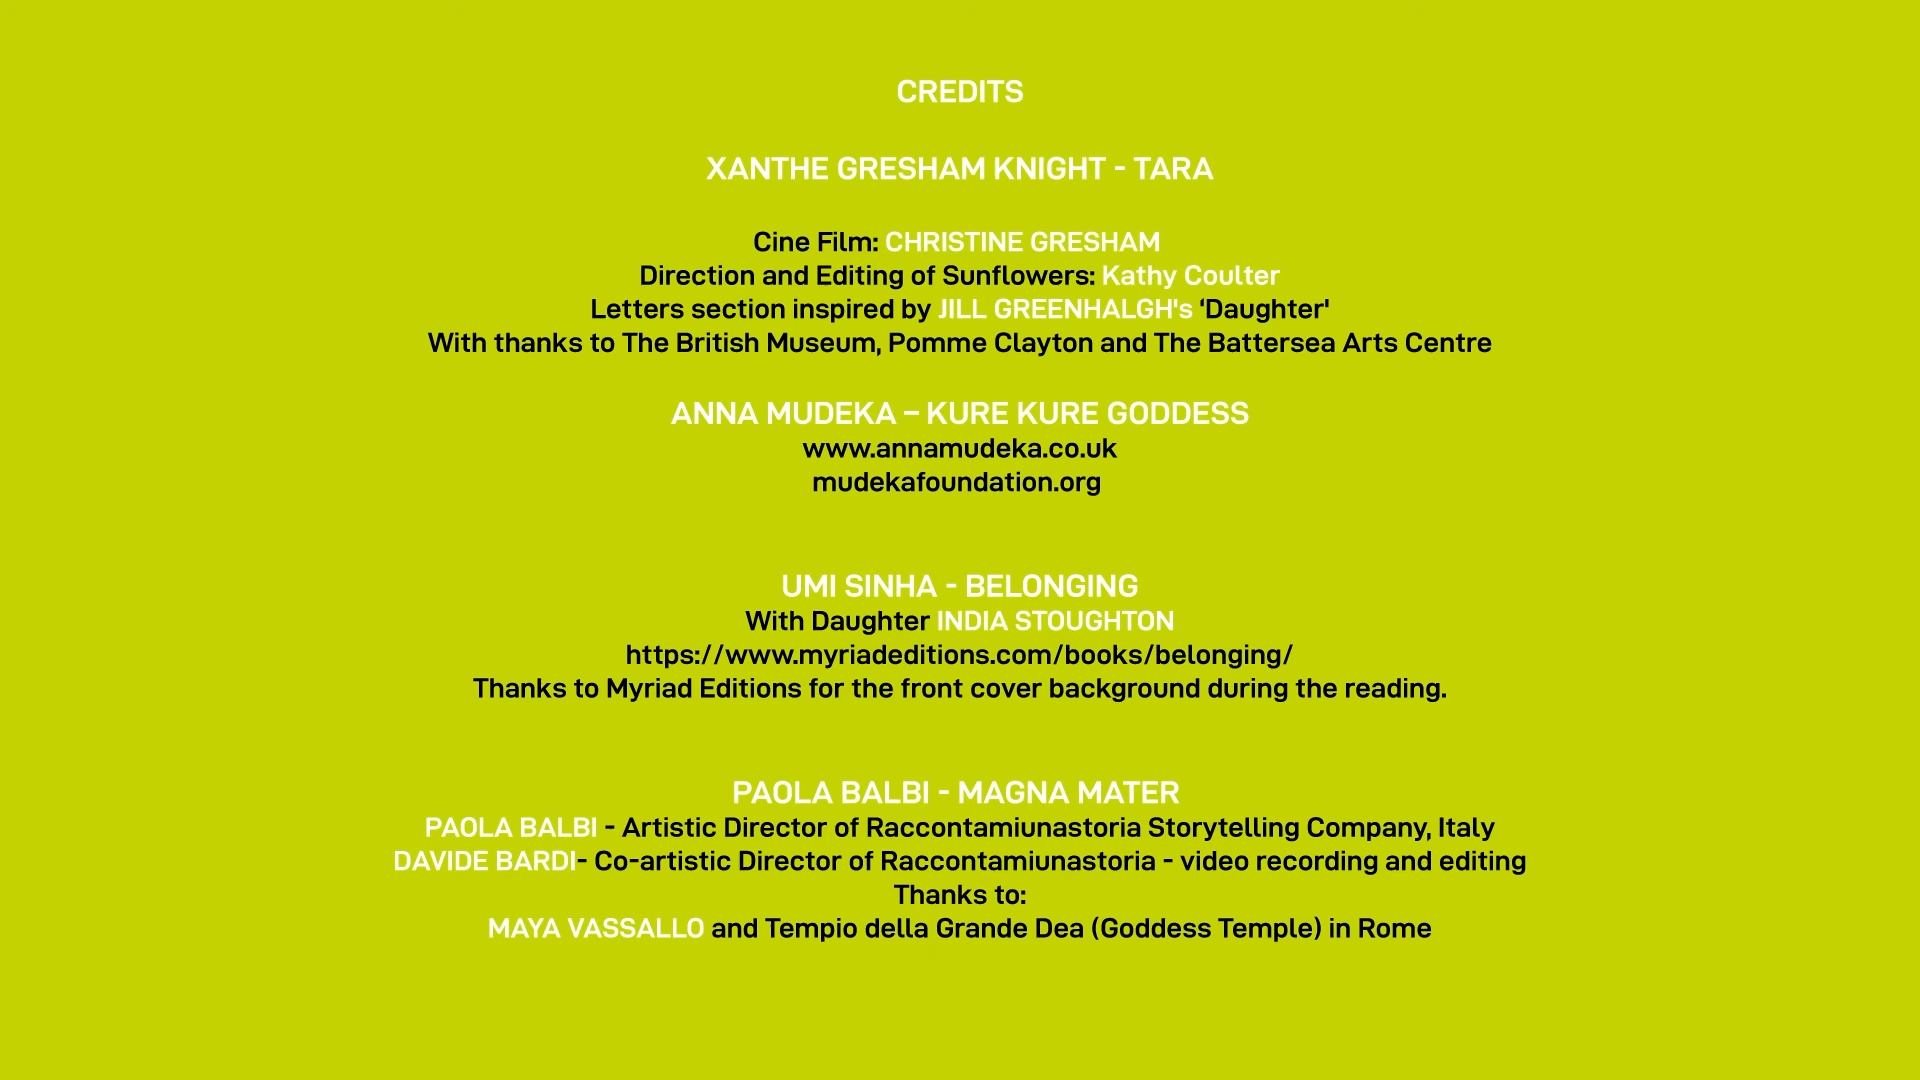 CREDITS
XANTHE GRESHAM KNIGHT - TARA
Cine Film: CHRISTINE GRESHAM
Direction and Editing of Sunflowers: Kathy Coulter
Letters section inspired by JILL GREENHALGH's ‘Daughter'
With thanks to The British Museum, Pomme Clayton and The Battersea Arts Centre
ANNA MUDEKA – KURE KURE GODDESS
www.annamudeka.co.uk
mudekafoundation.org
UMI SINHA - BELONGING
With Daughter INDIA STOUGHTON
https://www.myriadeditions.com/books/belonging/
Thanks to Myriad Editions for the front cover background during the reading.
PAOLA BALBI - MAGNA MATER
PAOLA BALBI - Artistic Director of Raccontamiunastoria Storytelling Company, Italy
DAVIDE BARDI- Co-artistic Director of Raccontamiunastoria - video recording and editing
Thanks to:
MAYA VASSALLO and Tempio della Grande Dea (Goddess Temple) in Rome